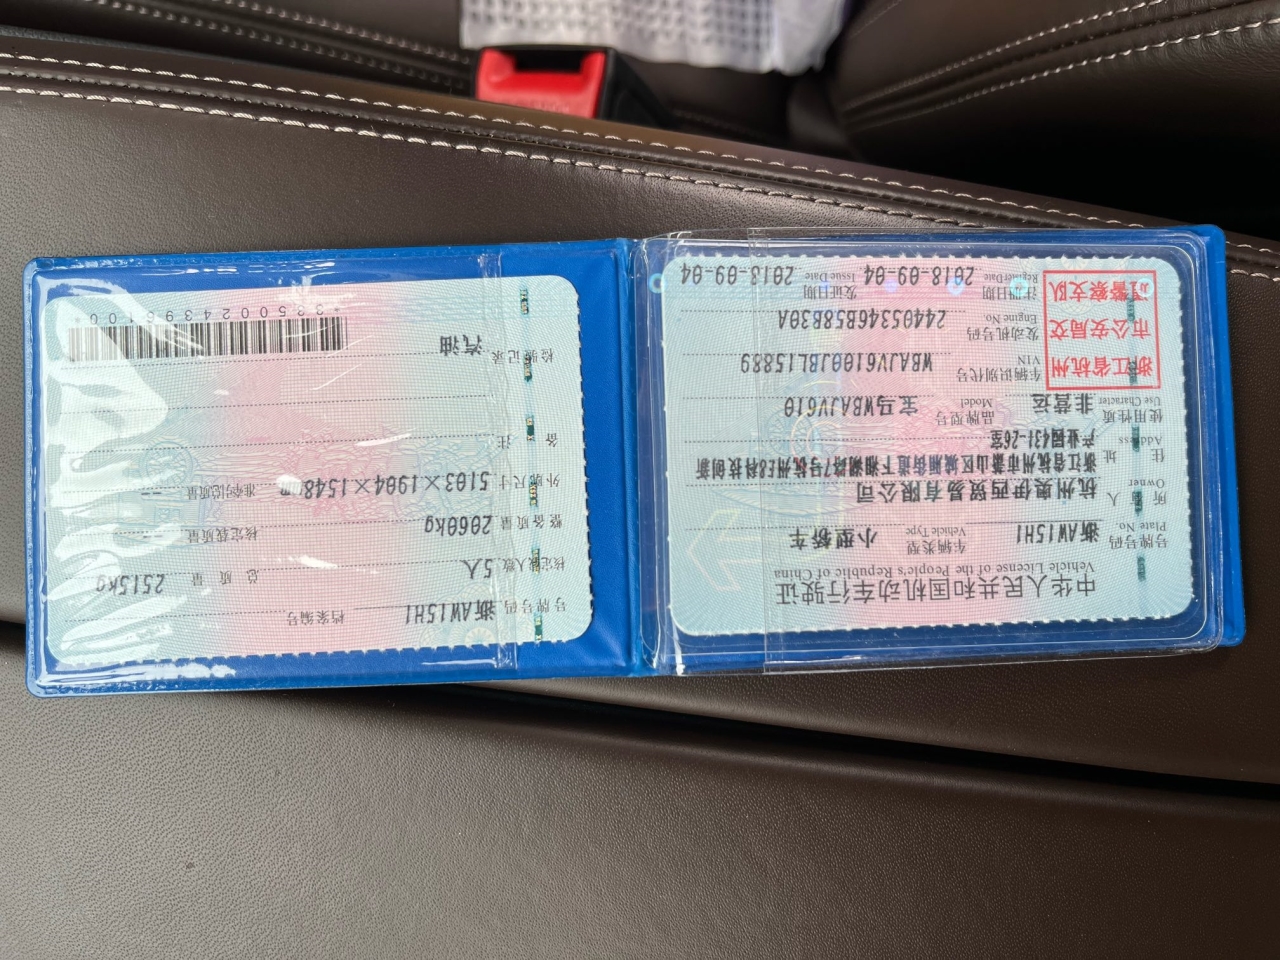 中华人民共和国机动车行驶证
Vehicle License of the People's Republic of China
号牌号码 Plate No. 浙AW15H1 车辆类型 Vehicle Type 小型轿车
所有人 Owner 杭州奥伊西贸易有限公司
住址 Address 浙江省杭州市萧山区城厢街道下湘湖路7号杭州E8科技创新
产业园431-26室
使用性质 Use Character 非营运 品牌型号 Model 宝马WBAJV610
浙江省杭州
市公安局交
通警察支队
车辆识别代号 VIN WBAJV6100JBL15889
发动机号码 Engine No. 24405346B58B30A
注册日期 Register Date 2018-09-04 发证日期 Issue Date 2018-09-04
号牌号码 浙AW15H1 档案编号
核定载人数 5人 总质量 2515kg
整备质量 2060kg 核定载质量 --
外廓尺寸 5103×1904×1548mm 准牵总质量 --
备注
检验记录 汽油
*3350024395100*